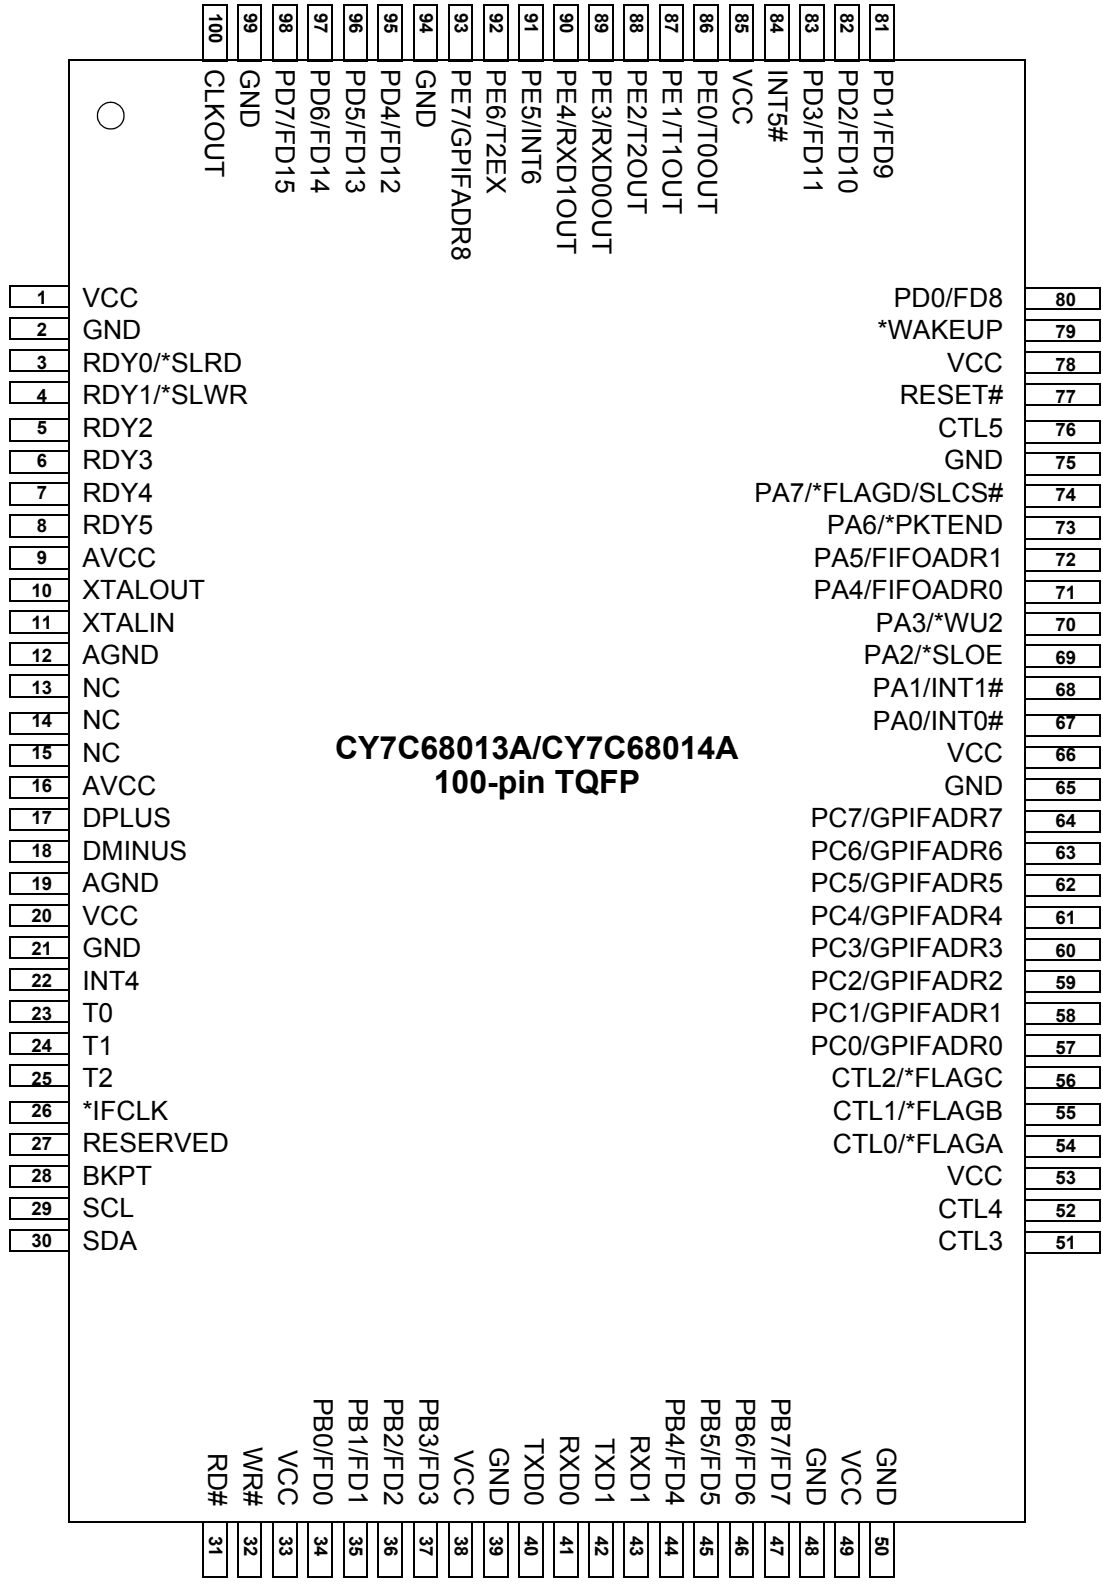 100
99
98
97
96
95
94
93
92
91
90
89
88
87
86
85
84
83
82
81
CLKOUT
GND
PD7/FD15
PD6/FD14
PD5/FD13
PD4/FD12
GND
PE7/GPIFADR8
PE6/T2EX
PE5/INT6
PE4/RXD1OUT
PE3/RXD0OUT
PE2/T2OUT
PE1/T1OUT
PE0/T0OUT
VCC
INT5#
PD3/FD11
PD2/FD10
PD1/FD9
1 VCC
2 GND
3 RDY0/*SLRD
4 RDY1/*SLWR
5 RDY2
6 RDY3
7 RDY4
8 RDY5
9 AVCC
10 XTALOUT
11 XTALIN
12 AGND
13 NC
14 NC
15 NC
16 AVCC
17 DPLUS
18 DMINUS
19 AGND
20 VCC
21 GND
22 INT4
23 T0
24 T1
25 T2
26 *IFCLK
27 RESERVED
28 BKPT
29 SCL
30 SDA
CY7C68013A/CY7C68014A
100-pin TQFP
PD0/FD8 80
*WAKEUP 79
VCC 78
RESET# 77
CTL5 76
GND 75
PA7/*FLAGD/SLCS# 74
PA6/*PKTEND 73
PA5/FIFOADR1 72
PA4/FIFOADR0 71
PA3/*WU2 70
PA2/*SLOE 69
PA1/INT1# 68
PA0/INT0# 67
VCC 66
GND 65
PC7/GPIFADR7 64
PC6/GPIFADR6 63
PC5/GPIFADR5 62
PC4/GPIFADR4 61
PC3/GPIFADR3 60
PC2/GPIFADR2 59
PC1/GPIFADR1 58
PC0/GPIFADR0 57
CTL2/*FLAGC 56
CTL1/*FLAGB 55
CTL0/*FLAGA 54
VCC 53
CTL4 52
CTL3 51
RD#
WR#
VCC
PB0/FD0
PB1/FD1
PB2/FD2
PB3/FD3
VCC
GND
TXD0
RXD0
TXD1
RXD1
PB4/FD4
PB5/FD5
PB6/FD6
PB7/FD7
GND
VCC
GND
31
32
33
34
35
36
37
38
39
40
41
42
43
44
45
46
47
48
49
50